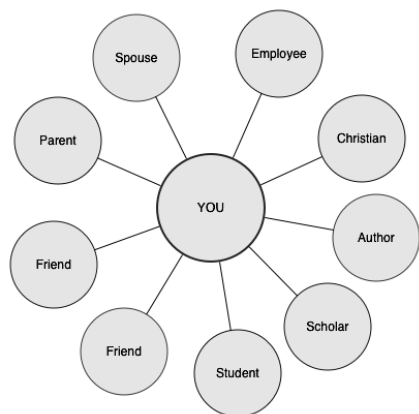 Spouse
Employee
Parent
Christian
YOU
Author
Friend
Scholar
Friend
Student